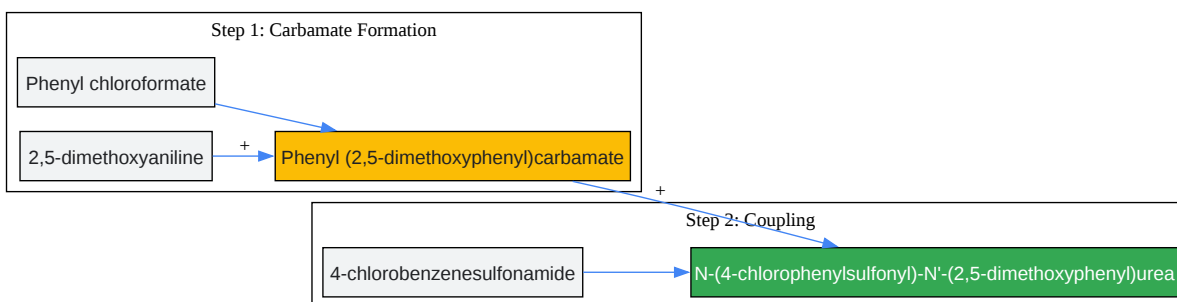 Step 1: Carbamate Formation
Phenyl chloroformate
2,5-dimethoxyaniline
+
Phenyl (2,5-dimethoxyphenyl)carbamate
+
Step 2: Coupling
4-chlorobenzenesulfonamide
N-(4-chlorophenylsulfonyl)-N'-(2,5-dimethoxyphenyl)urea